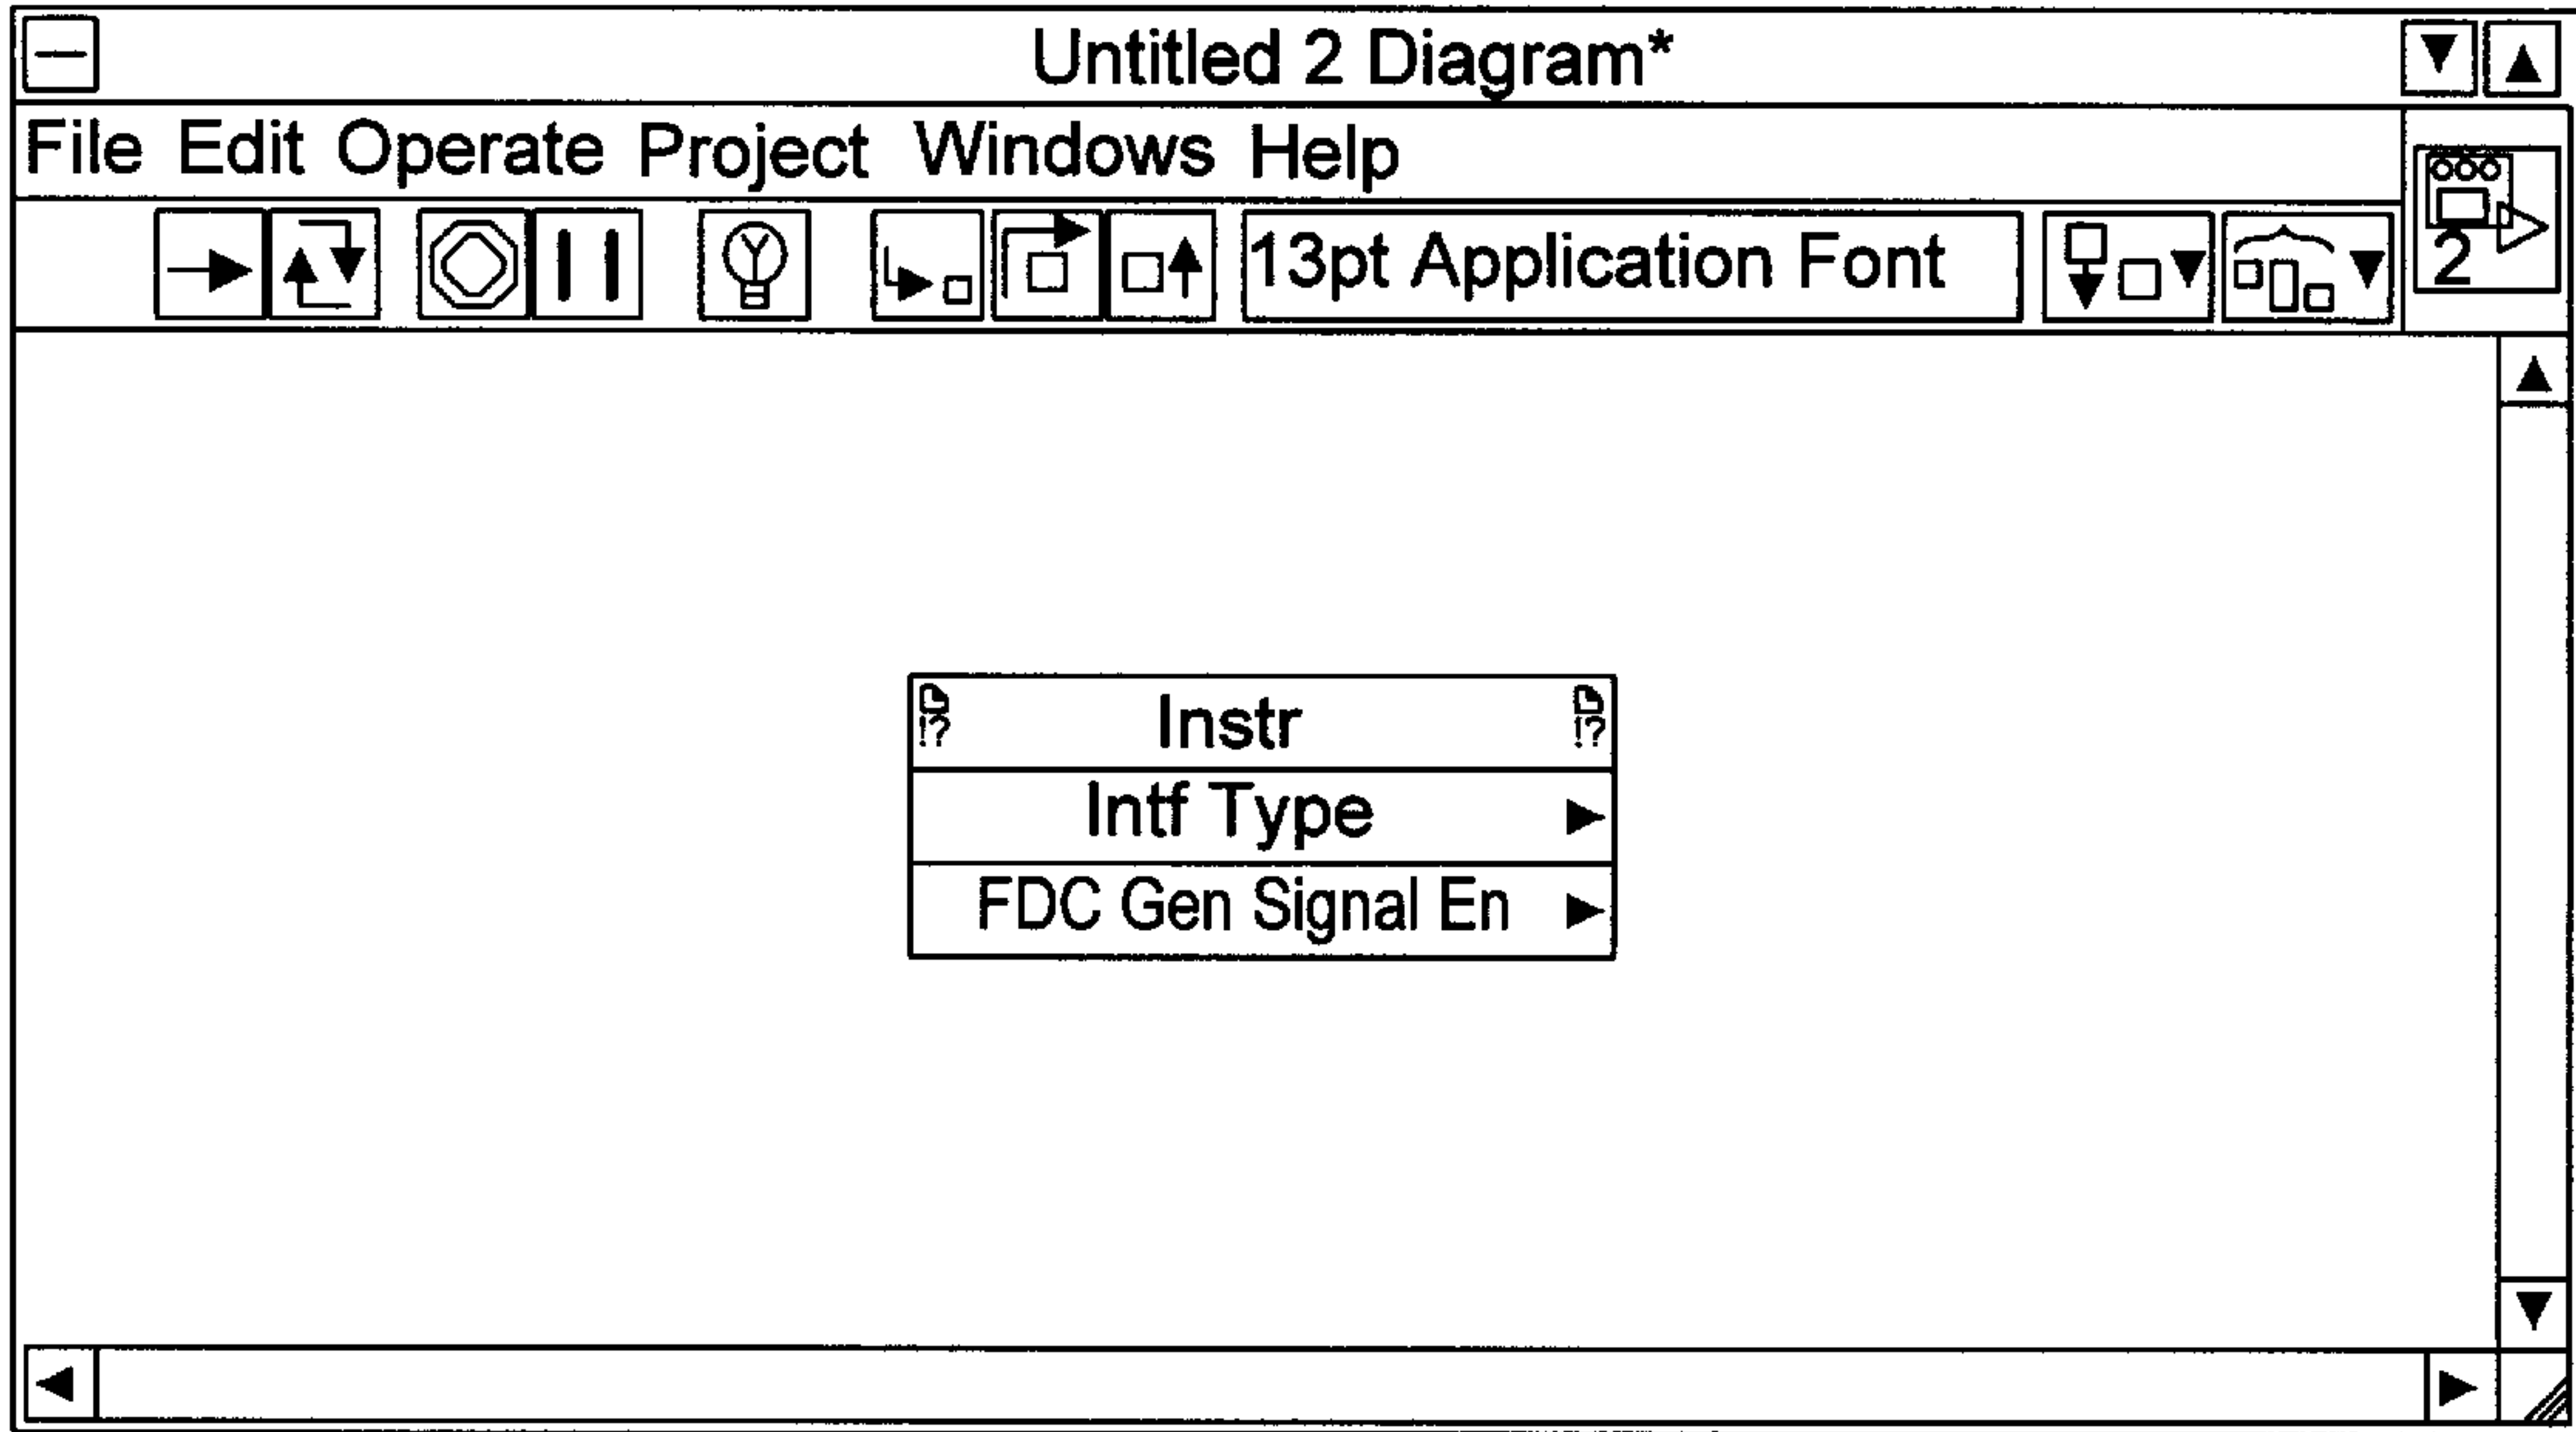 Untitled 2 Diagram*
File Edit Operate Project Windows Help
13pt Application Font
2
!? Instr !?
Intf Type
FDC Gen Signal En